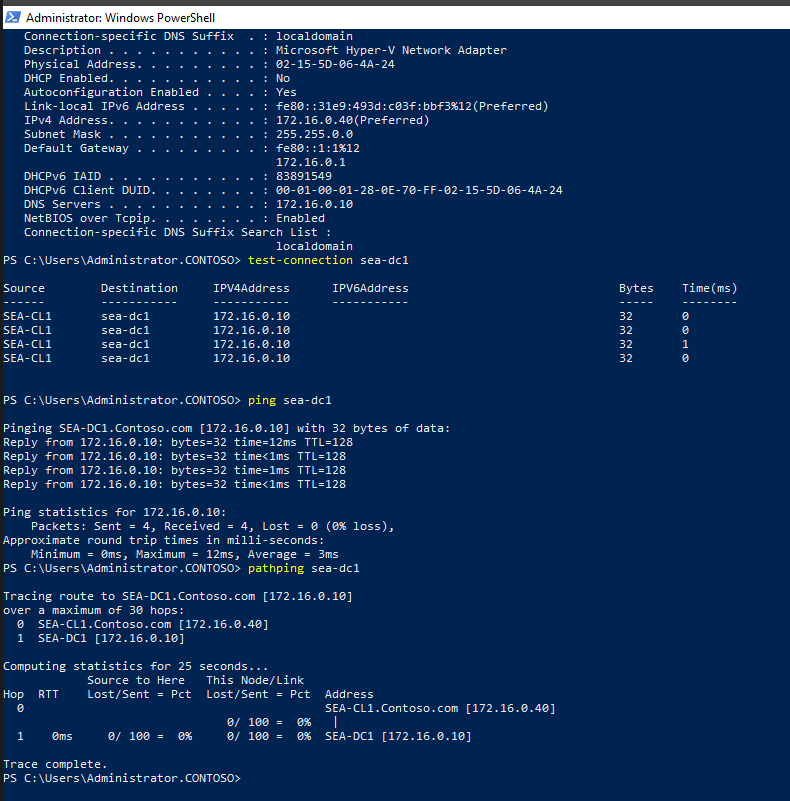 Administrator: Windows PowerShell
Connection-specific DNS Suffix  . : localdomain
Description . . . . . . . . . . . : Microsoft Hyper-V Network Adapter
Physical Address. . . . . . . . . : 02-15-5D-06-4A-24
DHCP Enabled. . . . . . . . . . . : No
Autoconfiguration Enabled . . . . : Yes
Link-local IPv6 Address . . . . . : fe80::31e9:493d:c03f:bbf3%12(Preferred)
IPv4 Address. . . . . . . . . . . : 172.16.0.40(Preferred)
Subnet Mask . . . . . . . . . . . : 255.255.0.0
Default Gateway . . . . . . . . . : fe80::1:1%12
172.16.0.1
DHCPv6 IAID . . . . . . . . . . . : 83891549
DHCPv6 Client DUID. . . . . . . . : 00-01-00-01-28-0E-70-FF-02-15-5D-06-4A-24
DNS Servers . . . . . . . . . . . : 172.16.0.10
NetBIOS over Tcpip. . . . . . . . : Enabled
Connection-specific DNS Suffix Search List :
localdomain
PS C:\Users\Administrator.CONTOSO> test-connection sea-dc1
Source        Destination     IPV4Address      IPV6Address                              Bytes    Time(ms)
------        -----------     -----------      -----------                              -----    --------
SEA-CL1       sea-dc1         172.16.0.10                                               32       0
SEA-CL1       sea-dc1         172.16.0.10                                               32       0
SEA-CL1       sea-dc1         172.16.0.10                                               32       1
SEA-CL1       sea-dc1         172.16.0.10                                               32       0
PS C:\Users\Administrator.CONTOSO> ping sea-dc1
Pinging SEA-DC1.Contoso.com [172.16.0.10] with 32 bytes of data:
Reply from 172.16.0.10: bytes=32 time=12ms TTL=128
Reply from 172.16.0.10: bytes=32 time<1ms TTL=128
Reply from 172.16.0.10: bytes=32 time=1ms TTL=128
Reply from 172.16.0.10: bytes=32 time<1ms TTL=128
Ping statistics for 172.16.0.10:
Packets: Sent = 4, Received = 4, Lost = 0 (0% loss),
Approximate round trip times in milli-seconds:
Minimum = 0ms, Maximum = 12ms, Average = 3ms
PS C:\Users\Administrator.CONTOSO> pathping sea-dc1
Tracing route to SEA-DC1.Contoso.com [172.16.0.10]
over a maximum of 30 hops:
0  SEA-CL1.Contoso.com [172.16.0.40]
1  SEA-DC1 [172.16.0.10]
Computing statistics for 25 seconds...
Source to Here   This Node/Link
Hop  RTT    Lost/Sent = Pct  Lost/Sent = Pct  Address
0                                           SEA-CL1.Contoso.com [172.16.0.40]
0/ 100 =  0%   |
1    0ms     0/ 100 =  0%     0/ 100 =  0%  SEA-DC1 [172.16.0.10]
Trace complete.
PS C:\Users\Administrator.CONTOSO>